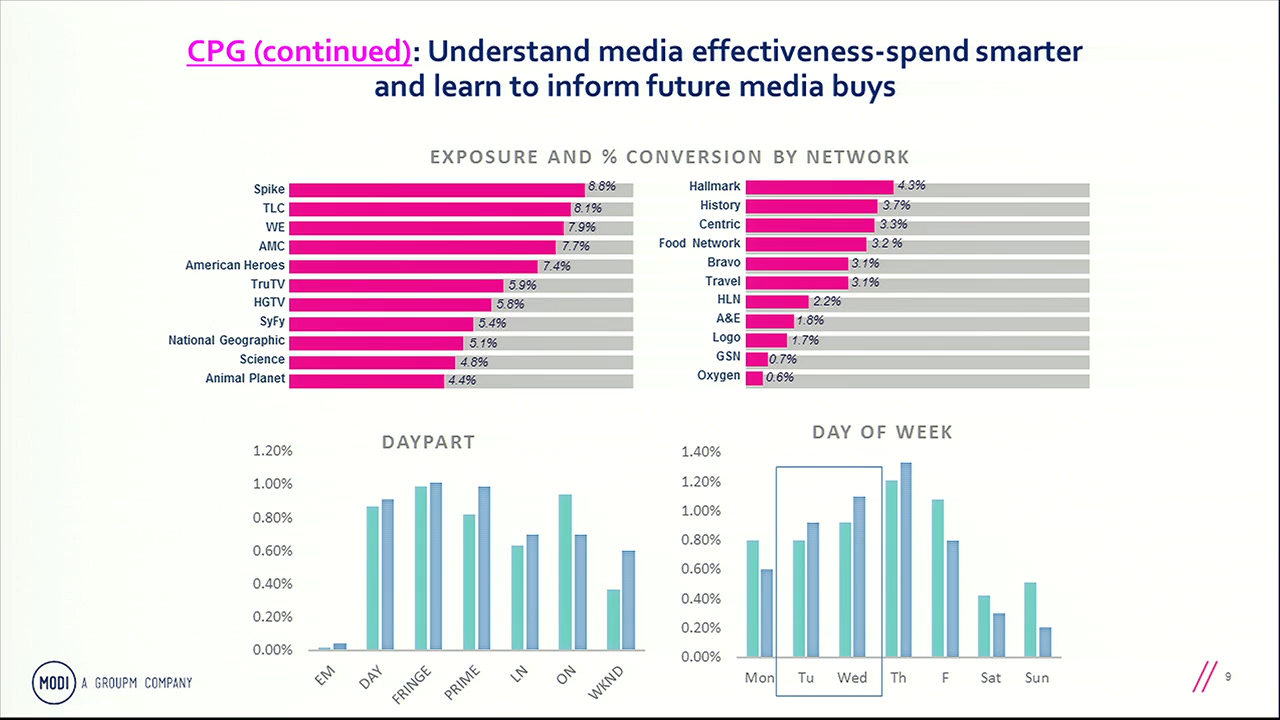 CPG (continued): Understand media effectiveness-spend smarter
and learn to inform future media buys
EXPOSURE AND % CONVERSION BY NETWORK
Spike 8.8%
TLC 8.1%
WE 7.9%
AMC 7.7%
American Heroes 7.4%
TruTV 5.9%
HGTV 5.8%
SyFy 5.4%
National Geographic 5.1%
Science 4.8%
Animal Planet 4.4%
Hallmark 4.3%
History 3.7%
Centric 3.3%
Food Network 3.2 %
Bravo 3.1%
Travel 3.1%
HLN 2.2%
A&E 1.8%
Logo 1.7%
GSN 0.7%
Oxygen 0.6%
DAYPART
1.20%
1.00%
0.80%
0.60%
0.40%
0.20%
0.00%
EM DAY FRINGE PRIME LN ON WKND
DAY OF WEEK
1.40%
1.20%
1.00%
0.80%
0.60%
0.40%
0.20%
0.00%
Mon Tu Wed Th F Sat Sun
MODI A GROUPM COMPANY
9